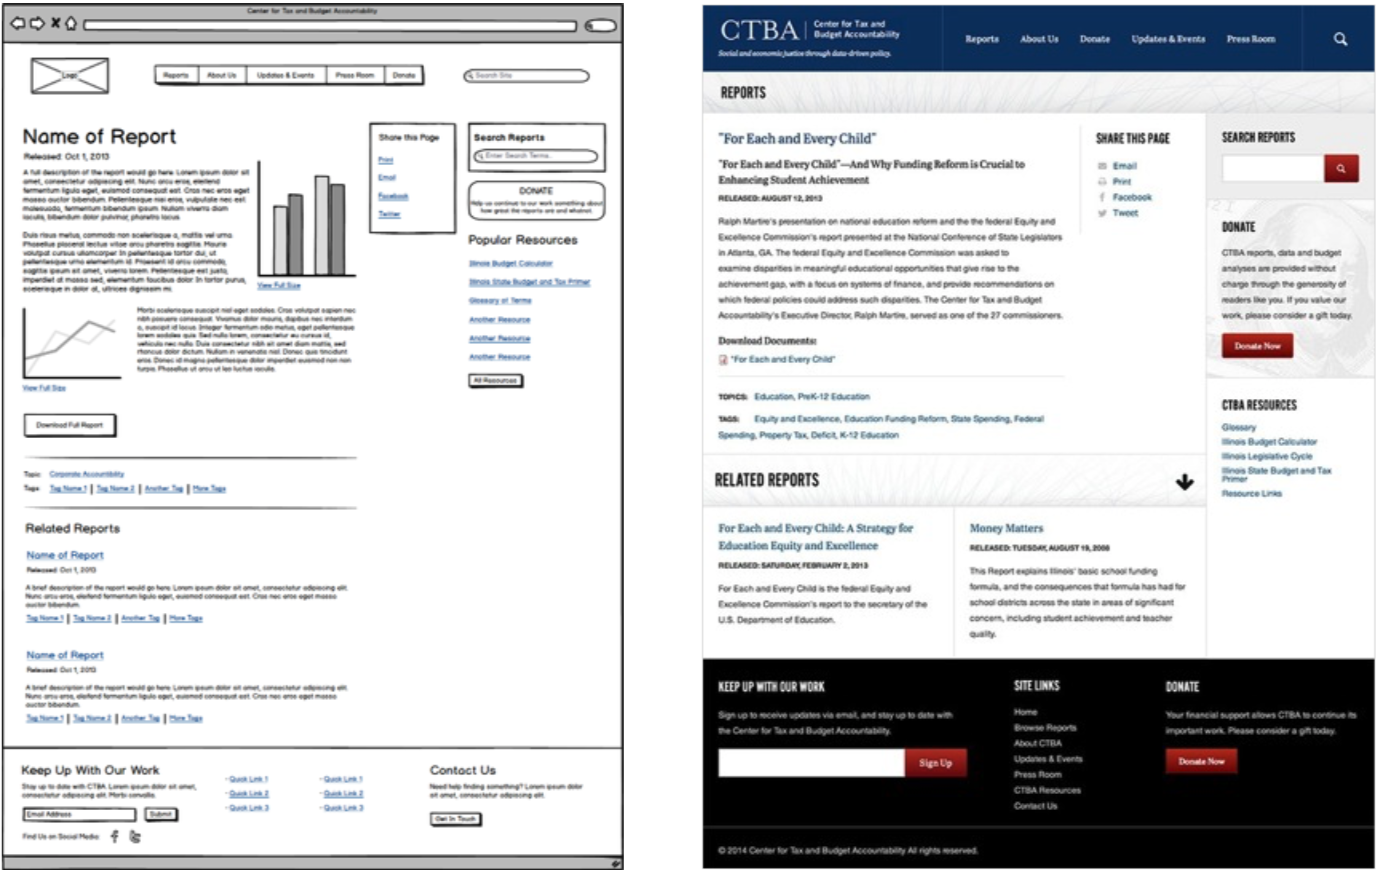 Center for Tax and Budget Accountability
Logo
Reports
About Us
Updates & Events
Press Room
Donate
Search Site
Name of Report
Released: Oct 1, 2013
A full description of the report would go here. Lorem ipsum dolor sit
amet, consectetur adipiscing elit. Nunc arcu eros, eleifend
fermentum ligula eget, euismod consequat est. Cras nec eros eget
massa auctor bibendum. Pellentesque nisi eros, vulputate nec est
malesuada, fermentum bibendum ipsum. Nullam viverra diam
iaculis, bibendum dolor pulvinar, pharetra lacus
Duis risus metus, commodo non scelerisque a, mattis vel urna.
Phasellus placerat lectus vitae arcu pharetra sagittis. Mauris
volutpat cursus ullamcorper. In pellentesque tortor dui, ut
pellentesque urna elementum id. Praesent id arcu commodo,
sagittis ipsum sit amet, viverra lorem. Pellentesque est justo,
imperdiet at massa sed, elementum faucibus dolor. In tortor purus,
scelerisque in dolor at, ultrices dignissim mi.
View Full Size
Morbi scelerisque suscipit nisl eget sodales. Cras volutpat sapien nec
nibh posuere consequat. Vivamus dolor mauris, dapibus nec interdum
a, suscipit id lacus. Integer fermentum odio metus, eget pellentesque
lorem sodales quis. Sed nulla lorem, consectetur eu cursus id,
vehicula nec nulla. Duis consectetur nibh sit amet diam mattis, sed
rhoncus dolor dictum. Nullam in venenatis nisl. Donec quis tincidunt
eros. Donec id magna pellentesque dolor imperdiet euismod non non
turpis. Phasellus ut arcu ut leo luctus iaculis.
View Full Size
Download Full Report
Share this Page
Print
Email
Facebook
Twitter
Search Reports
Enter Search Terms...
DONATE
Help us continue to our work something about
how great the reports are and whatnot.
Popular Resources
Illinois Budget Calculator
Illinois State Budget and Tax Primer
Glossary of Terms
Another Resource
Another Resource
Another Resource
All Resources
Topic: Corporate Accountibility
Tags: Tag Name 1 | Tag Name 2 | Another Tag | More Tags
Related Reports
Name of Report
Released: Oct 1, 2013
A brief description of the report would go here. Lorem ipsum dolor sit amet, consectetur adipiscing elit.
Nunc arcu eros, eleifend fermentum ligula eget, euismod consequat est. Cras nec eros eget massa
auctor bibendum.
Tag Name 1 | Tag Name 2 | Another Tag | More Tags
Name of Report
Released: Oct 1, 2013
A brief description of the report would go here. Lorem ipsum dolor sit amet, consectetur adipiscing elit.
Nunc arcu eros, eleifend fermentum ligula eget, euismod consequat est. Cras nec eros eget massa
auctor bibendum.
Tag Name 1 | Tag Name 2 | Another Tag | More Tags
Keep Up With Our Work
Stay up to date with CTBA. Lorem ipsum dolor sit amet,
consectetur adipiscing elit. Morbi convallis.
Email Address
Submit
Find Us on Social Media:
- Quick Link 1
- Quick Link 2
- Quick Link 3
- Quick Link 1
- Quick Link 2
- Quick Link 3
Contact Us
Need help finding something? Lorem ipsum dolor
sit amet, consectetur adipiscing elit.
Get In Touch
CTBA
Center for Tax and
Budget Accountability
Social and economic justice through data-driven policy.
Reports
About Us
Donate
Updates & Events
Press Room
REPORTS
"For Each and Every Child"
"For Each and Every Child"—And Why Funding Reform is Crucial to
Enhancing Student Achievement
RELEASED: AUGUST 12, 2013
Ralph Martire's presentation on national education reform and the the federal Equity and
Excellence Commission's report presented at the National Conference of State Legislators
in Atlanta, GA. The federal Equity and Excellence Commission was asked to
examine disparities in meaningful educational opportunities that give rise to the
achievement gap, with a focus on systems of finance, and provide recommendations on
which federal policies could address such disparities. The Center for Tax and Budget
Accountability's Executive Director, Ralph Martire, served as one of the 27 commissioners.
Download Documents:
"For Each and Every Child"
TOPICS: Education, PreK-12 Education
TAGS: Equity and Excellence, Education Funding Reform, State Spending, Federal
Spending, Property Tax, Deficit, K-12 Education
SHARE THIS PAGE
Email
Print
Facebook
Tweet
SEARCH REPORTS
DONATE
CTBA reports, data and budget
analyses are provided without
charge through the generosity of
readers like you. If you value our
work, please consider a gift today.
Donate Now
CTBA RESOURCES
Glossary
Illinois Budget Calculator
Illinois Legislative Cycle
Illinois State Budget and Tax
Primer
Resource Links
RELATED REPORTS
For Each and Every Child: A Strategy for
Education Equity and Excellence
RELEASED: SATURDAY, FEBRUARY 2, 2013
For Each and Every Child is the federal Equity and
Excellence Commission's report to the secretary of the
U.S. Department of Education.
Money Matters
RELEASED: TUESDAY, AUGUST 19, 2008
This Report explains Illinois' basic school funding
formula, and the consequences that formula has had for
school districts across the state in areas of significant
concern, including student achievement and teacher
quality.
KEEP UP WITH OUR WORK
Sign up to receive updates via email, and stay up to date with
the Center for Tax and Budget Accountability.
Sign Up
SITE LINKS
Home
Browse Reports
About CTBA
Updates & Events
Press Room
CTBA Resources
Contact Us
DONATE
Your financial support allows CTBA to continue its
important work. Please consider a gift today.
Donate Now
© 2014 Center for Tax and Budget Accountability All rights reserved.